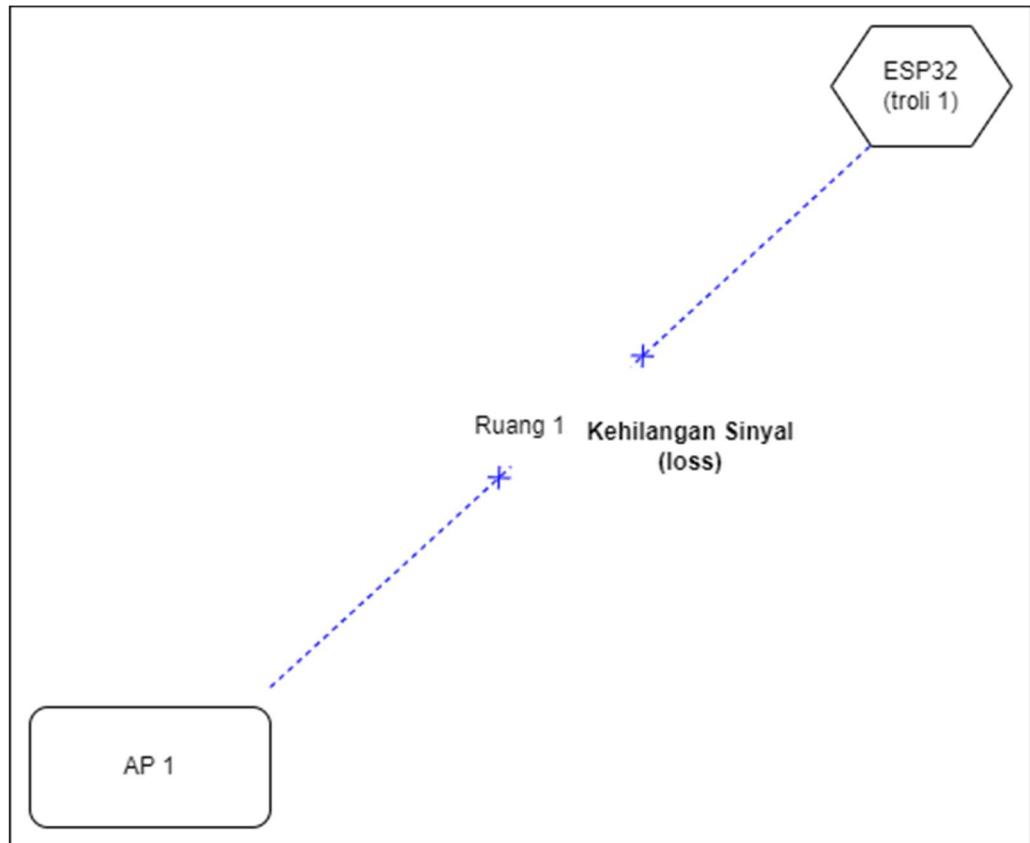 ESP32
(troli 1)
Ruang 1
Kehilangan Sinyal
(loss)
AP 1